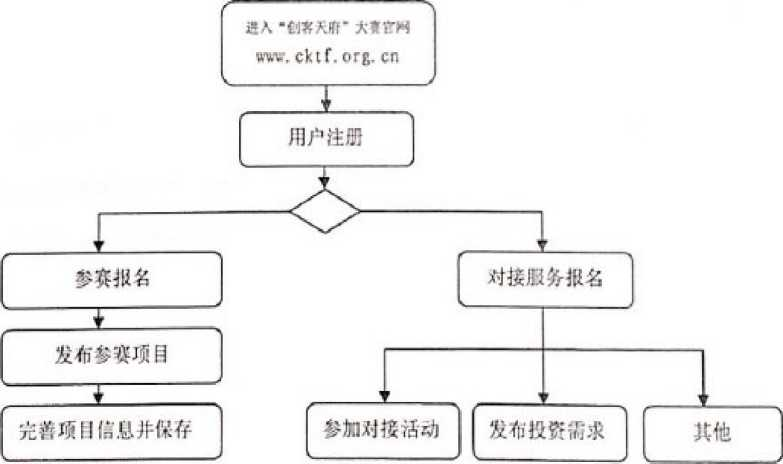 进入“创客天府”大赛官网
www.cktf.org.cn
用户注册
参赛报名
对接服务报名
发布参赛项目
完善项目信息并保存
参加对接活动
发布投资需求
其他